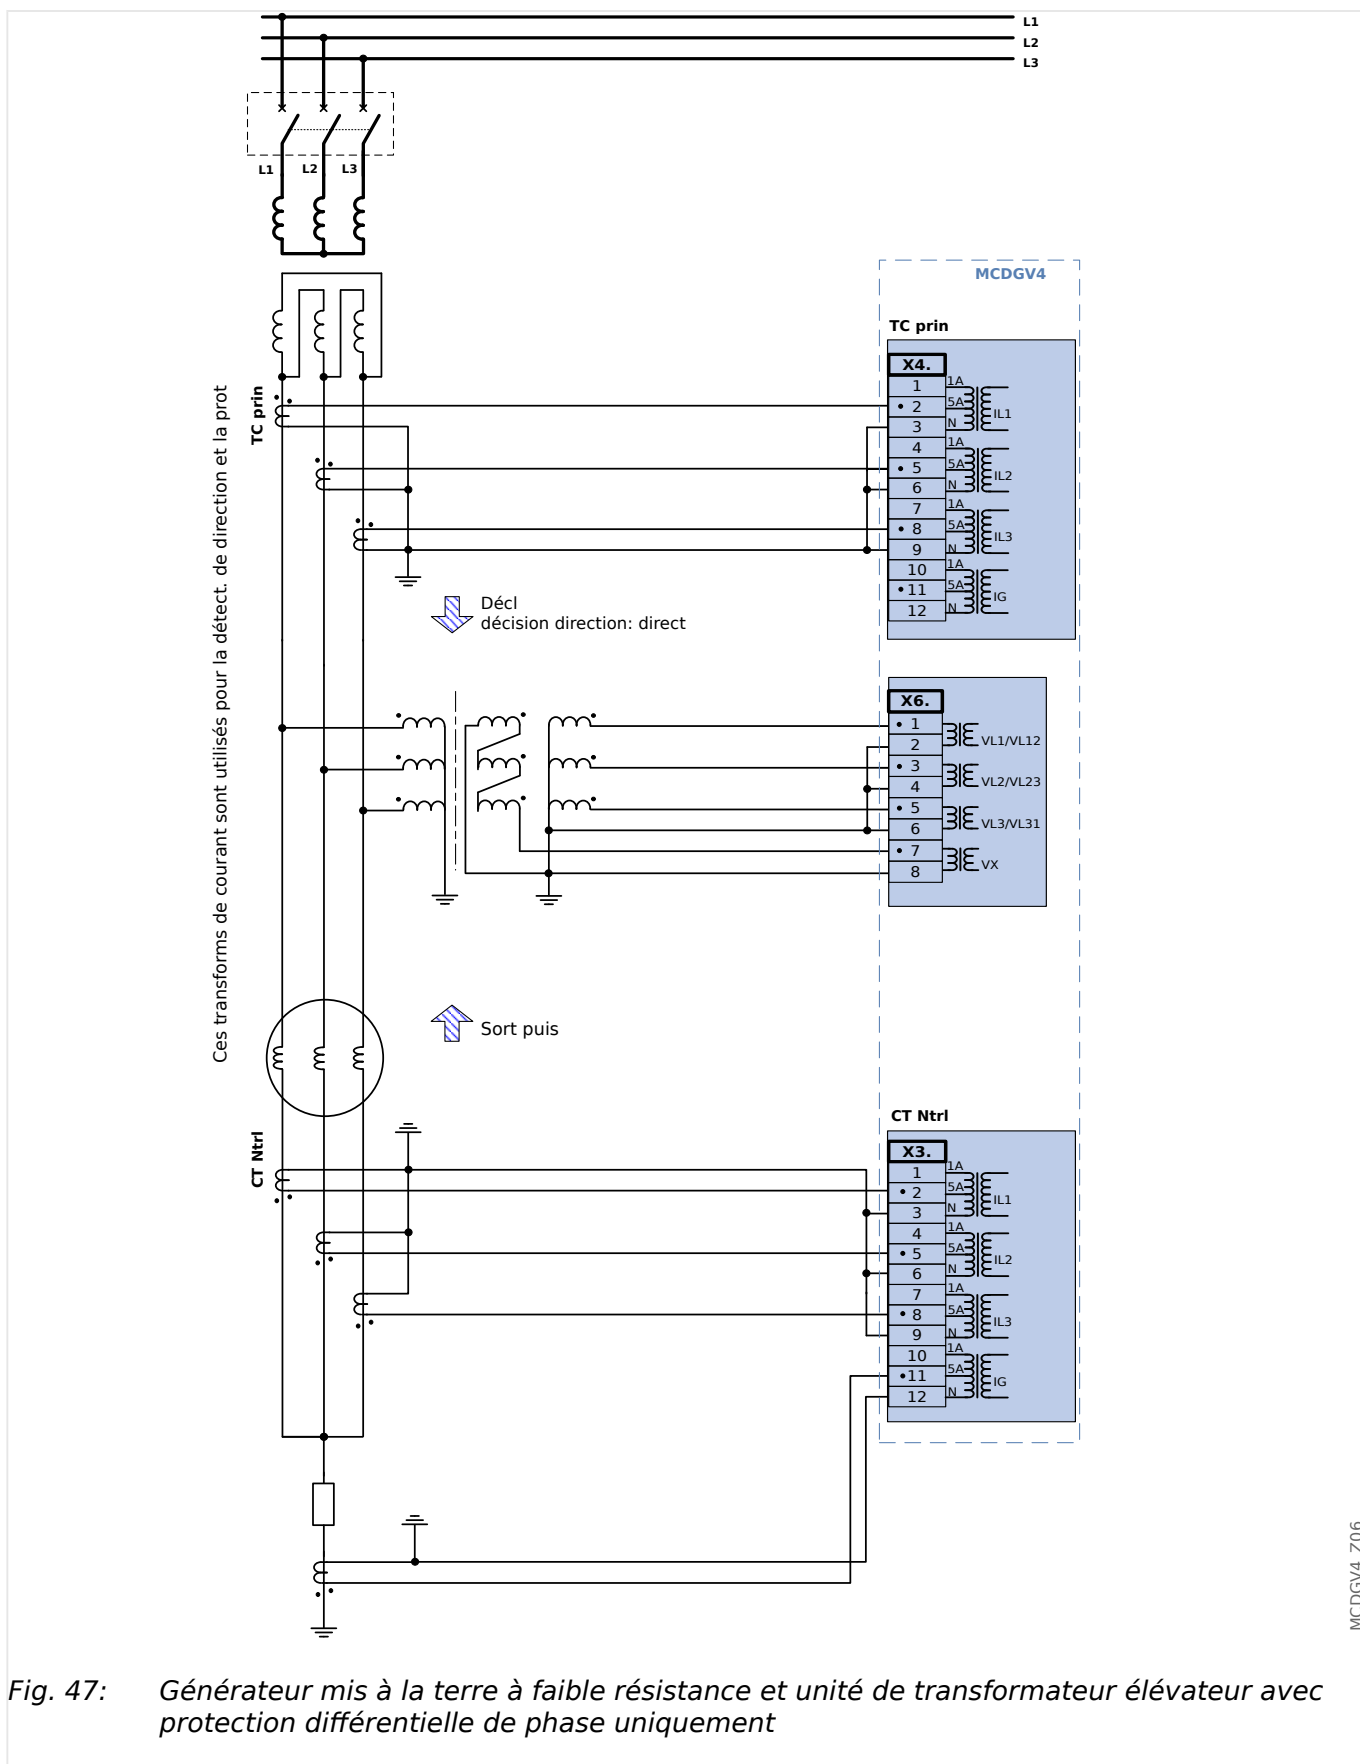 L1
L2
L3
L1 L2 L3
MCDGV4
TC prin
X4.
1 1A
• 2 5A IL1
3 N
4 1A
• 5 5A IL2
6 N
7 1A
• 8 5A IL3
9 N
10 1A
• 11 5A IG
12 N
TC prin
Ces transforms de courant sont utilisés pour la détect. de direction et la prot
Décl
décision direction: direct
X6.
• 1
2 VL1/VL12
• 3
4 VL2/VL23
• 5
6 VL3/VL31
• 7
8 VX
Sort puis
CT Ntrl
CT Ntrl
X3.
1 1A
• 2 5A IL1
3 N
4 1A
• 5 5A IL2
6 N
7 1A
• 8 5A IL3
9 N
10 1A
•11 5A IG
12 N
MCDGV4_Z06
Fig. 47: Générateur mis à la terre à faible résistance et unité de transformateur élévateur avec
protection différentielle de phase uniquement